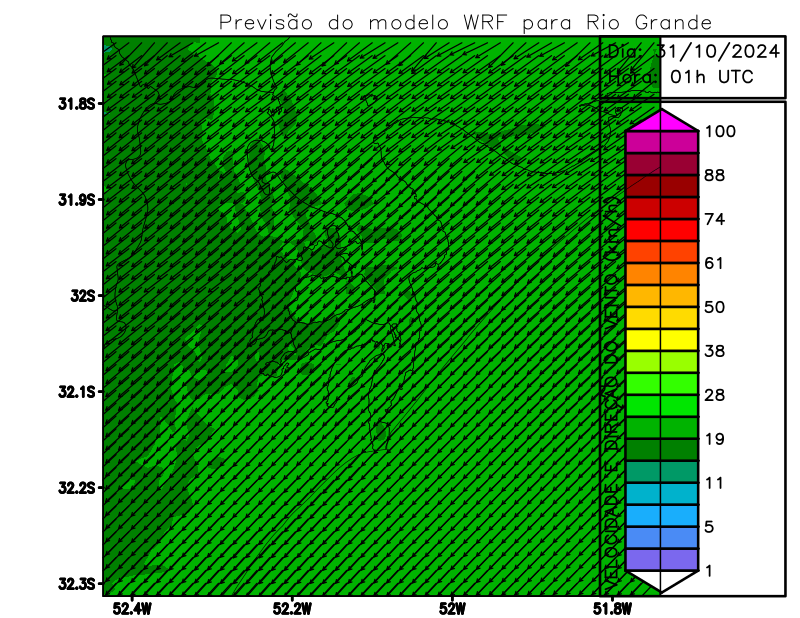 Previsão do modelo WRF para Rio Grande
Dia: 31/10/2024
Hora: 01h UTC
31.8S
31.9S
32S
32.1S
32.2S
32.3S
52.4W
52.2W
52W
51.8W
VELOCIDADE E DIREÇÃO DO VENTO (km/h)
100
88
74
61
50
38
28
19
11
5
1